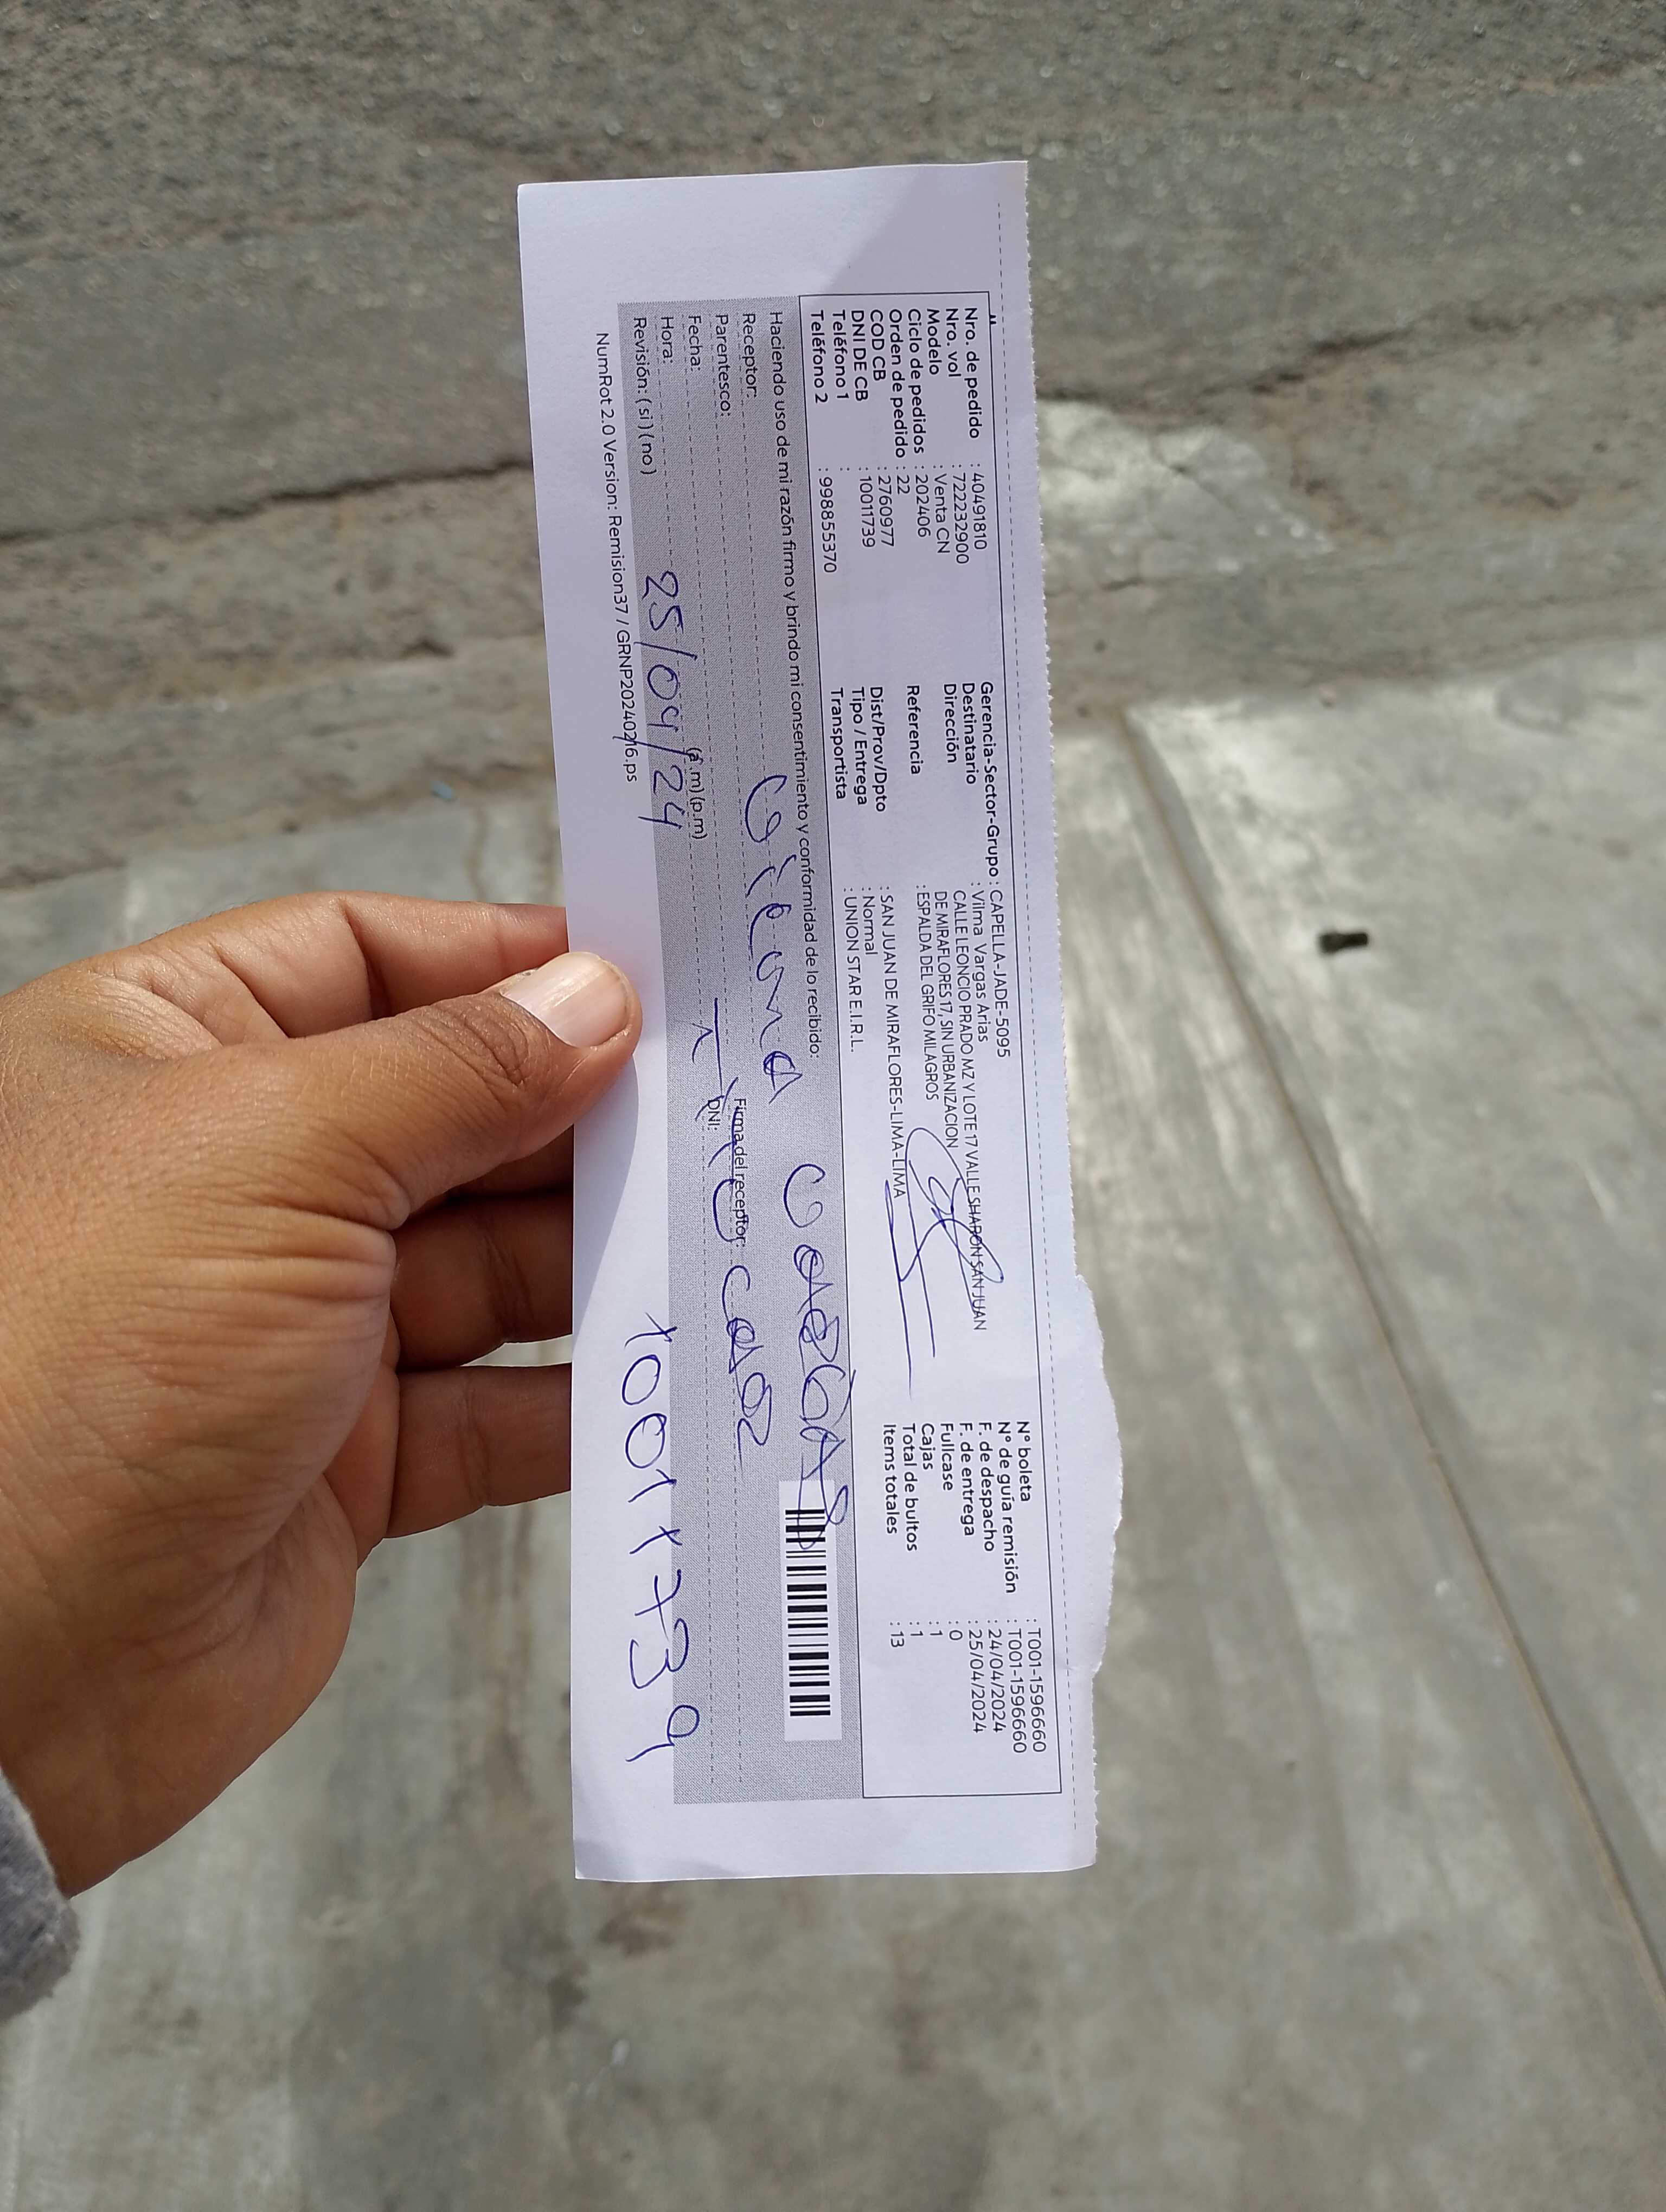 Nro. de pedido : 40491810
Nro. vol : 722232900
Modelo : Venta CN
Ciclo de pedidos : 202406
Orden de pedido : 22
COD CB : 2760977
DNI DE CB : 10011739
Teléfono 1 :
Teléfono 2 : 998855370
Gerencia-Sector-Grupo : CAPELLA-JADE-5095
Destinatario : Vilma Vargas Arias
Dirección CALLE LEONCIO PRADO MZ Y LOTE 17 VALLE SHARON SAN JUAN
DE MIRAFLORES 17, SIN URBANIZACION
Referencia : ESPALDA DEL GRIFO MILAGROS
Dist/Prov/Dpto : SAN JUAN DE MIRAFLORES-LIMA-LIMA
Tipo / Entrega : Normal
Transportista : UNION STAR E.I.R.L.
N° boleta : T001-1596660
N° de guía remisión : T001-1596660
F. de despacho : 24/04/2024
F. de entrega : 25/04/2024
Fullcase : 0
Cajas : 1
Total de bultos : 1
Items totales : 13
Haciendo uso de mi razón firmo y brindo mi consentimiento y conformidad de lo recibido:
Receptor: Vilma VARGAS
Parentesco: Firma del receptor:
Fecha: DNI:
Hora: (a.m)(p.m)
25/04/24
10011739
Revisión: (si) (no)
NumRot 2.0 Version: Remision37 / GRNP20240216.ps